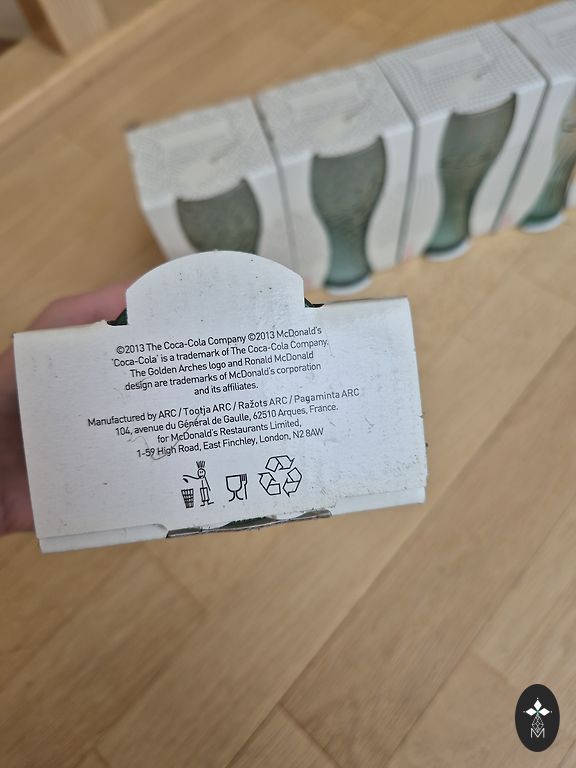 ©2013 The Coca-Cola Company ©2013 McDonald's
'Coca-Cola' is a trademark of The Coca-Cola Company.
The Golden Arches logo and Ronald McDonald
design are trademarks of McDonald's corporation
and its affiliates.
Manufactured by ARC / Tootja ARC / Ražots ARC / Pagaminta ARC
104, avenue du Général de Gaulle, 62510 Arques, France.
for McDonald's Restaurants Limited,
1-59 High Road, East Finchley, London, N2 8AW
M